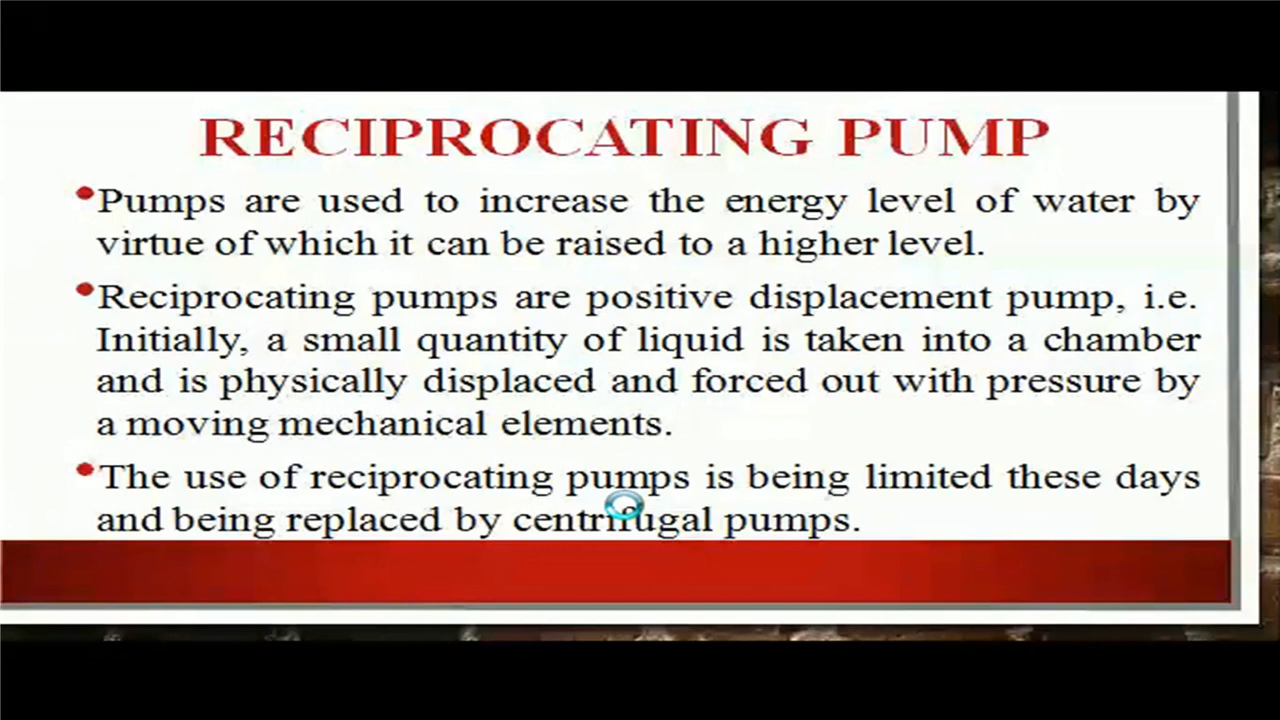 RECIPROCATING PUMP
•Pumps are used to increase the energy level of water by
virtue of which it can be raised to a higher level.
•Reciprocating pumps are positive displacement pump, i.e.
Initially, a small quantity of liquid is taken into a chamber
and is physically displaced and forced out with pressure by
a moving mechanical elements.
•The use of reciprocating pumps is being limited these days
and being replaced by centrifugal pumps.